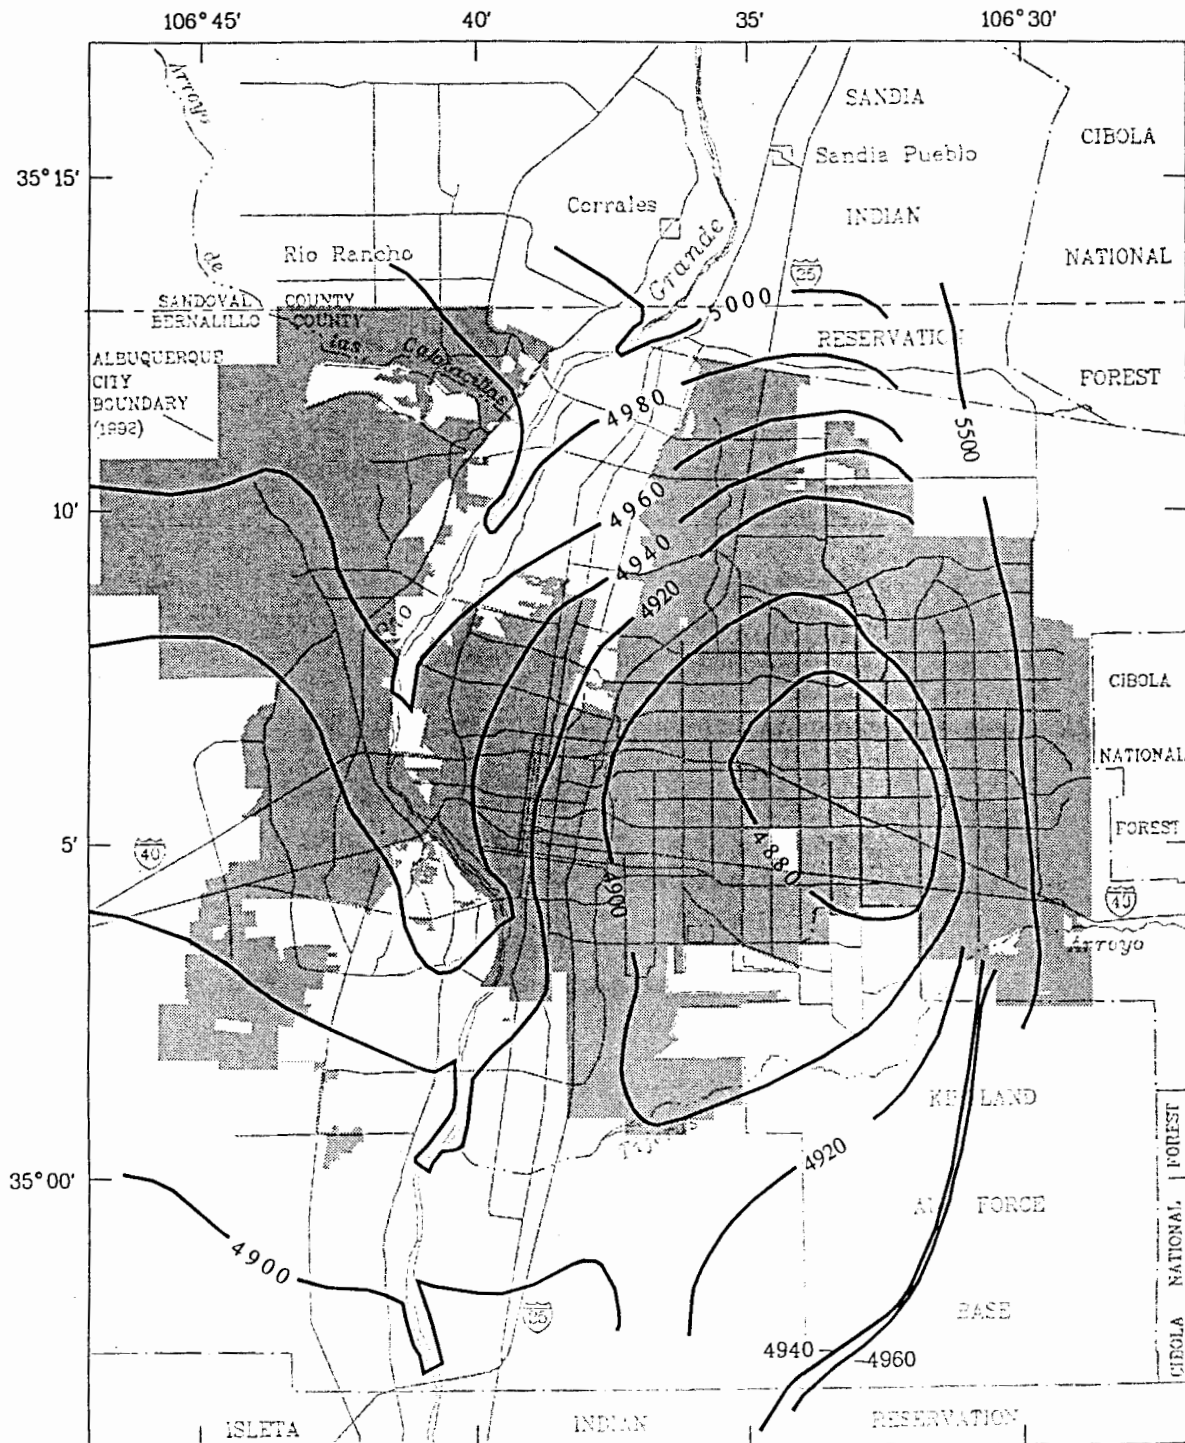 106°45'
40'
35'
106°30'
Arroyo
SANDIA
CIBOLA
35°15'
Sandia Pueblo
Corrales
INDIAN
Grande
de
Rio Rancho
NATIONAL
25
SANDOVAL COUNTY
BERNALILLO COUNTY
5000
RESERVATION
las Calabacillas
ALBUQUERQUE
CITY
BOUNDARY
(1992)
FOREST
4980
5500
10'
4960
4940
4920
CIBOLA
NATIONAL
5'
40
4880
FOREST
4900
40
Arroyo
KIRTLAND
FOREST
4920
35°00'
AIR FORCE
NATIONAL
4900
BASE
4940
4960
CIBOLA
ISLETA
INDIAN
RESERVATION